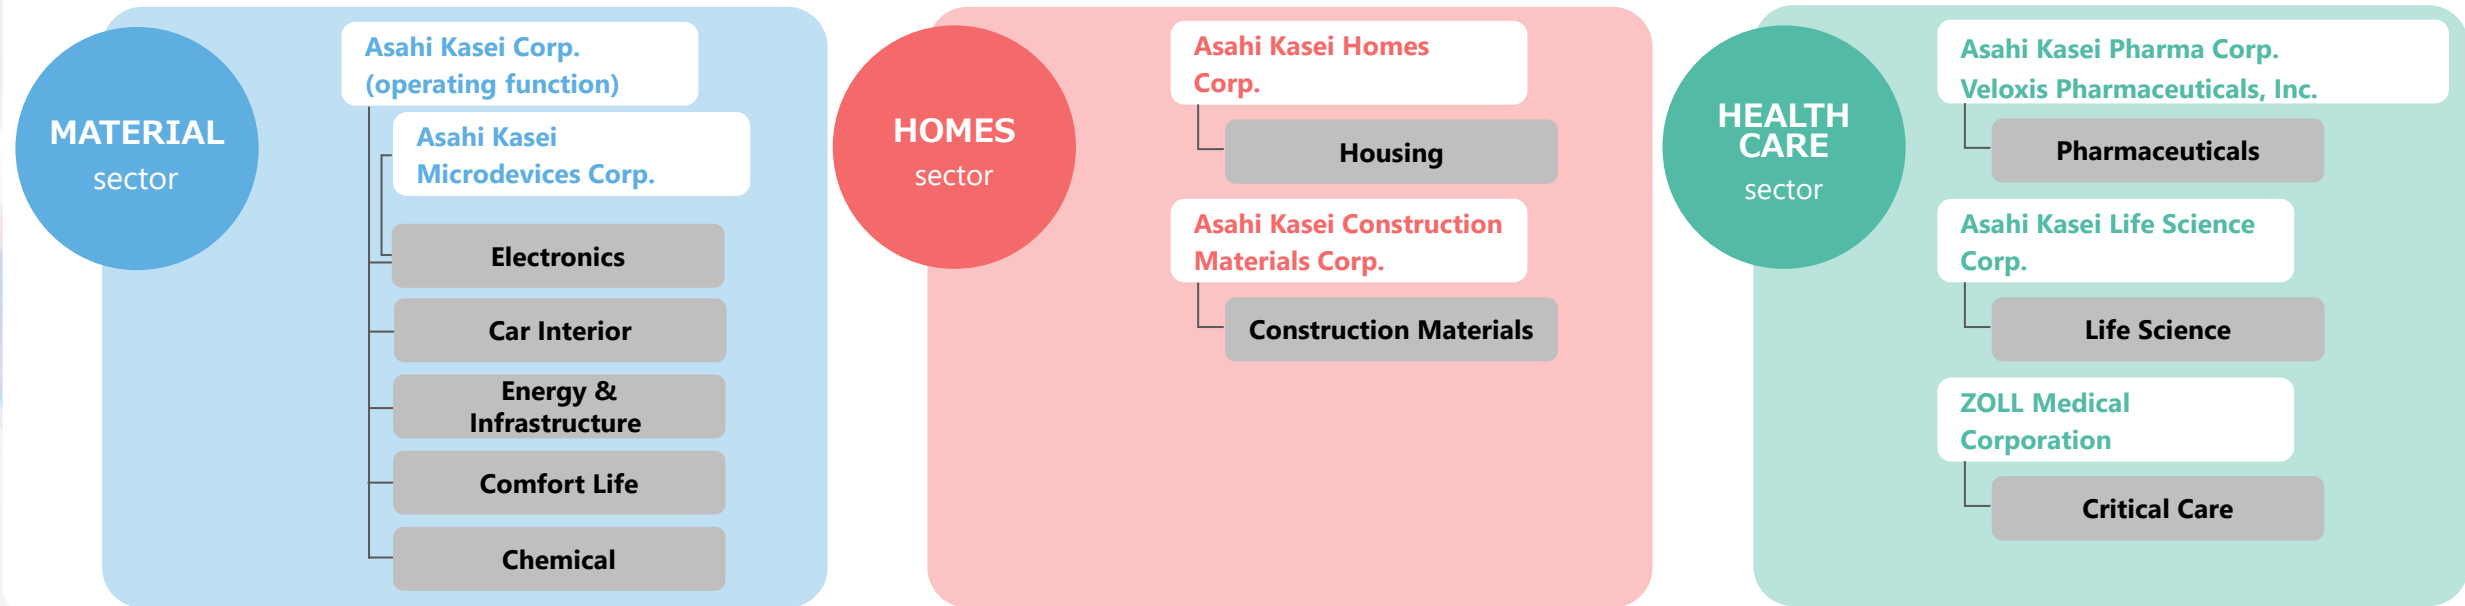 MATERIAL
sector
Asahi Kasei Corp.
(operating function)
Asahi Kasei
Microdevices Corp.
Electronics
Car Interior
Energy &
Infrastructure
Comfort Life
Chemical
HOMES
sector
Asahi Kasei Homes
Corp.
Housing
Asahi Kasei Construction
Materials Corp.
Construction Materials
HEALTH
CARE
sector
Asahi Kasei Pharma Corp.
Veloxis Pharmaceuticals, Inc.
Pharmaceuticals
Asahi Kasei Life Science
Corp.
Life Science
ZOLL Medical
Corporation
Critical Care